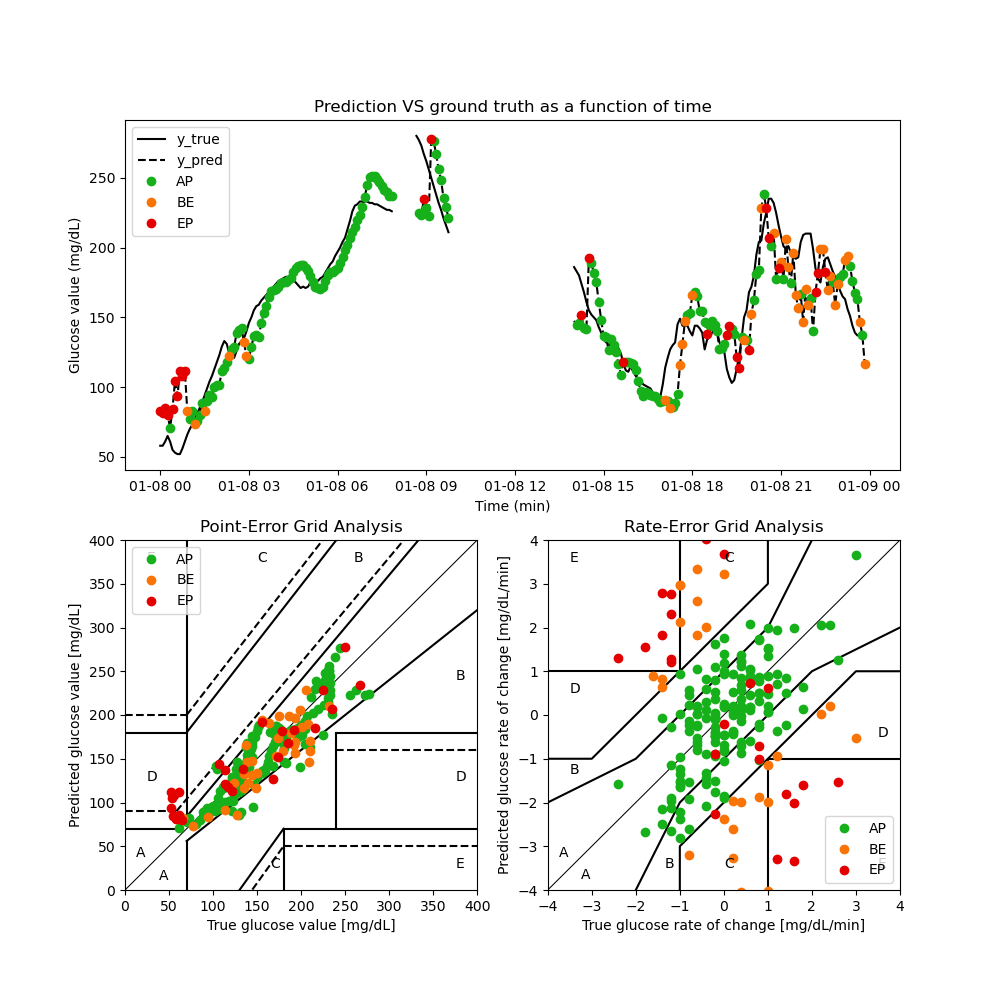 Prediction VS ground truth as a function of time
Glucose value (mg/dL)
250
200
150
100
50
y_true
y_pred
AP
BE
EP
01-08 00 01-08 03 01-08 06 01-08 09 01-08 12 01-08 15 01-08 18 01-08 21 01-09 00
Time (min)
Point-Error Grid Analysis
Predicted glucose value [mg/dL]
400
350
300
250
200
150
100
50
0
AP
BE
EP
C
B
B
D
D
A
A
C
E
0 50 100 150 200 250 300 350 400
True glucose value [mg/dL]
Rate-Error Grid Analysis
Predicted glucose rate of change [mg/dL/min]
4
3
2
1
0
−1
−2
−3
−4
E
C
D
D
B
A
A
B
C
AP
BE
EP
−4 −3 −2 −1 0 1 2 3 4
True glucose rate of change [mg/dL/min]